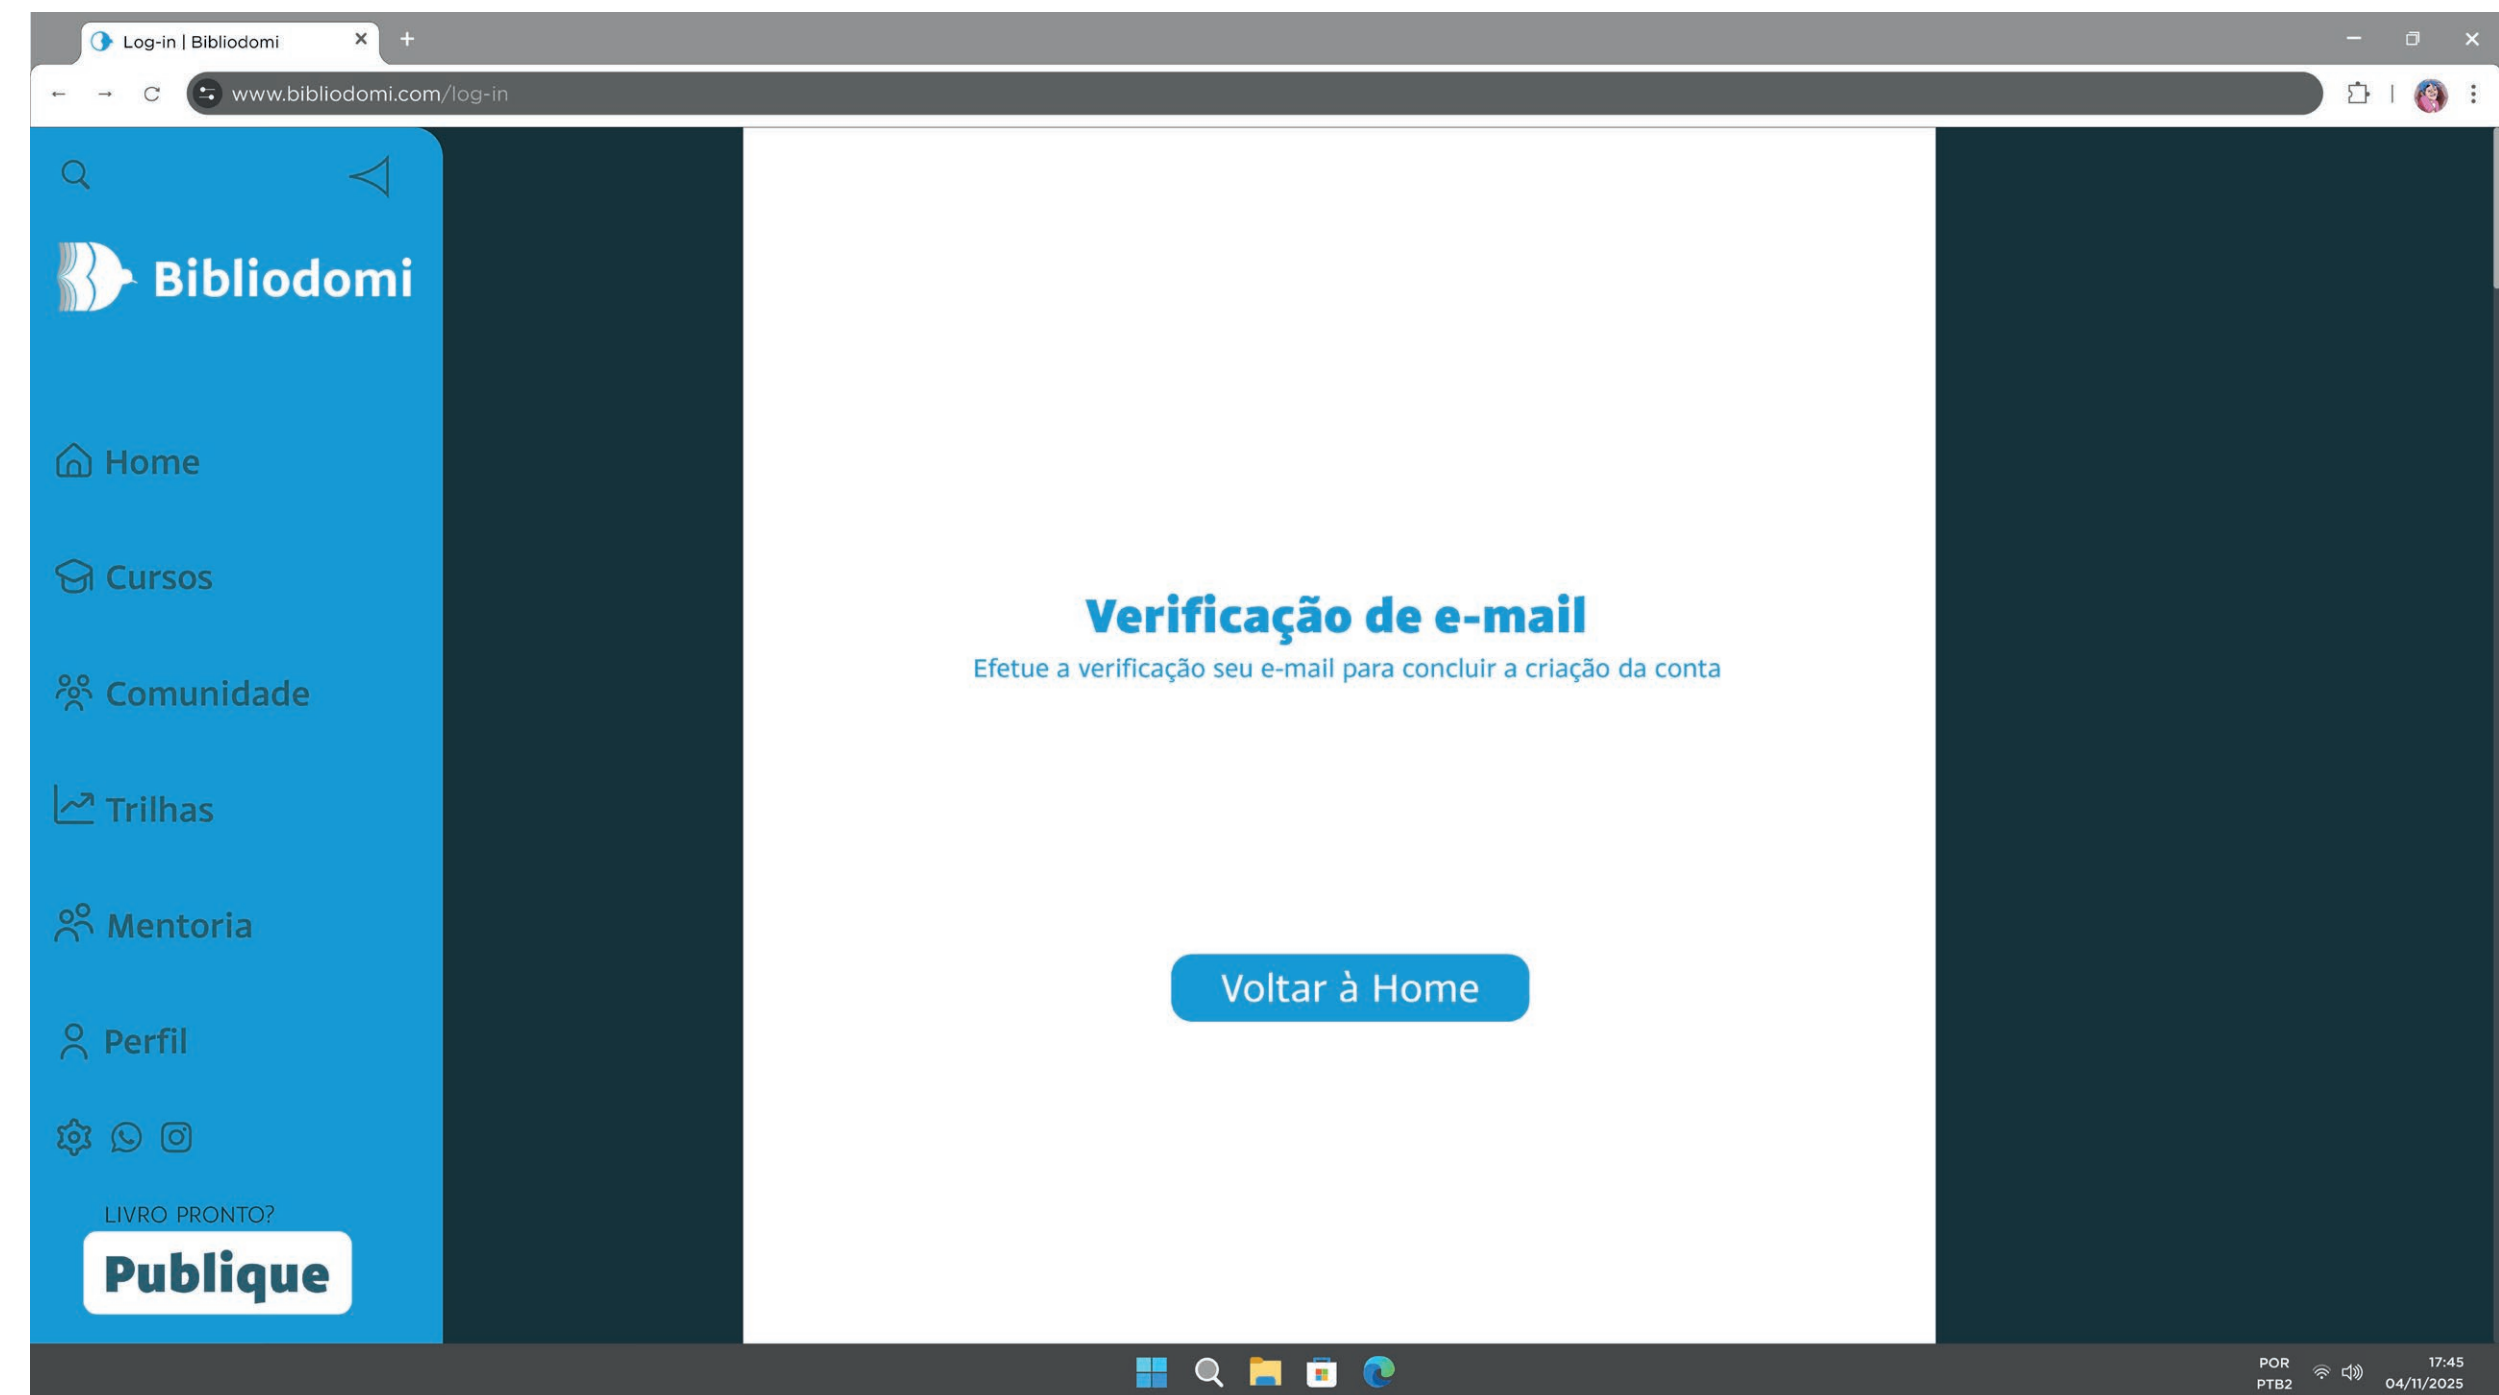 Log-in | Bibliodomi
www.bibliodomi.com/log-in
Bibliodomi
Home
Cursos
Comunidade
Trilhas
Mentoria
Perfil
LIVRO PRONTO?
Publique
Verificação de e-mail
Efetue a verificação seu e-mail para concluir a criação da conta
Voltar à Home
POR
PTB2
17:45
04/11/2025